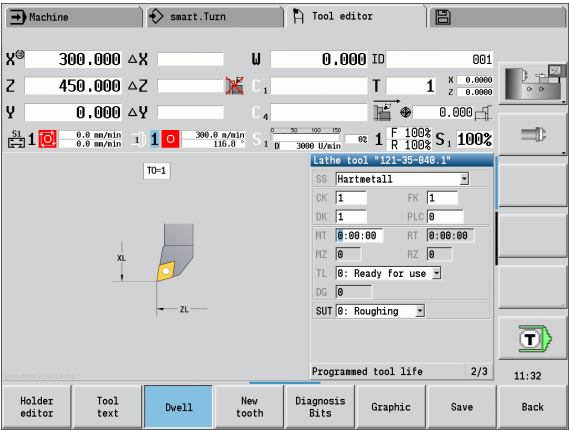 Machine
smart.Turn
Tool editor
X 300.000 ΔX
W 0.000 ID 001
Z 450.000 ΔZ
C 1
T 1 X 0.0000
Z 0.0000
Y 0.000 ΔY
C 4
0.000
S1 1 0.0 mm/min
0.0 mm/min
1 1 300.0 m/min
116.0 °
S 1 0 50 100 150
D 3000 U/min 0%
1 F 100%
R 100%
S 1 100%
TO=1
XL
ZL
Lathe tool "121-35-040.1"
SS Hartmetall
CK 1 FK 1
DK 1 PLC 0
MT 0:00:00 RT 0:00:00
MZ 0 RZ 0
TL 0: Ready for use
DG 0
SUT 0: Roughing
Programmed tool life 2/3
T
11:32
Holder editor
Tool text
Dwell
New tooth
Diagnosis Bits
Graphic
Save
Back